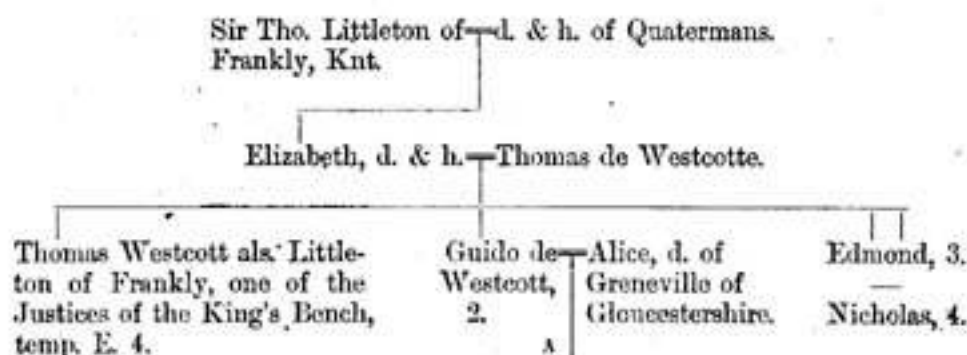 Sir Tho. Littleton of d. & h. of Quatermans.
Frankly, Knt.
Elizabeth, d. & h. Thomas de Westcotte.
Thomas Westcott als. Little-
ton of Frankly, one of the
Justices of the King's Bench,
temp. E. 4.
Guido de
Westcott,
2.
Alice, d. of
Greneville of
Gloucestershire.
Edmond, 3.
Nicholas, 4.
A